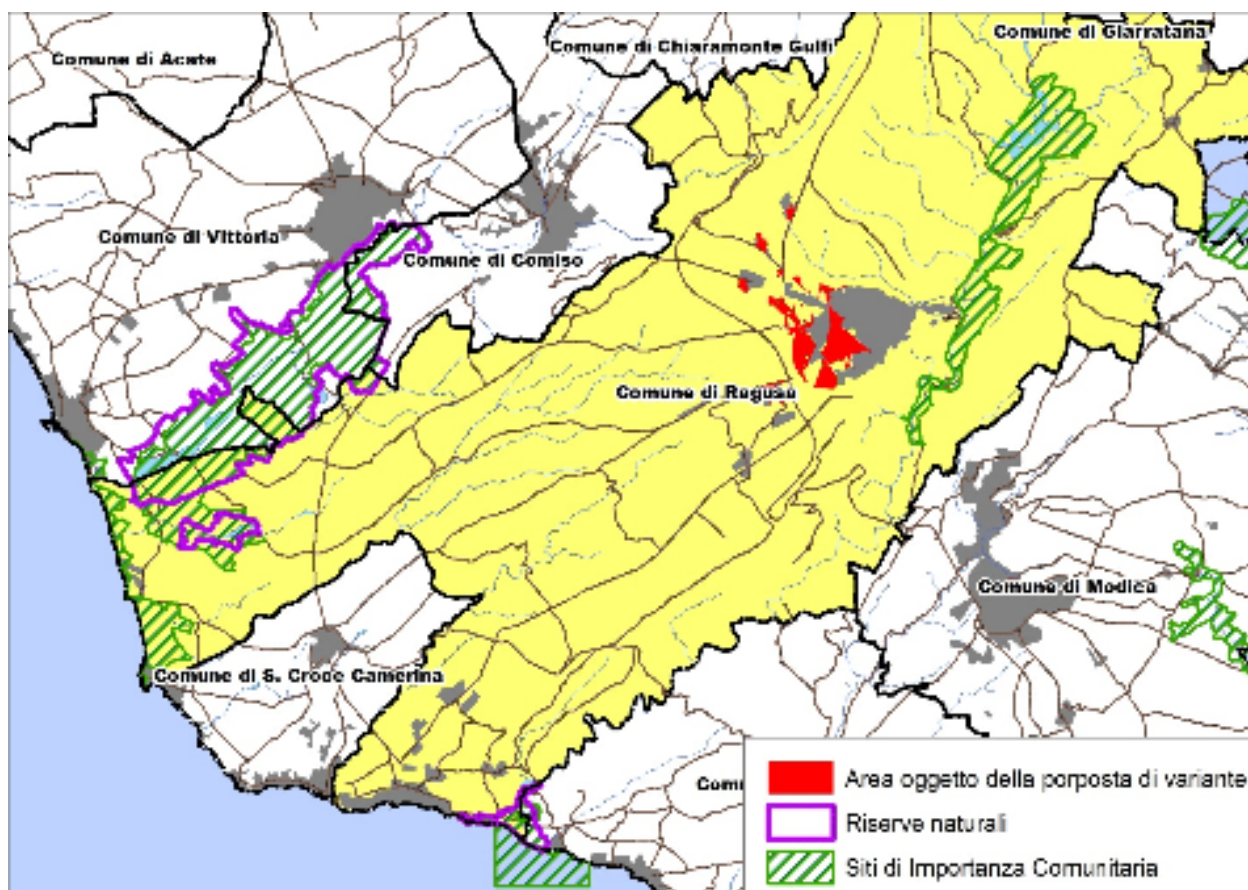 Comune di Giarratana
Comune di Chiaramonte Gulfi
Comune di Acate
Comune di Vittoria
Comune di Comiso
Comune di Ragusa
Comune di Modica
Comune di S. Croce Camerina
Area oggetto della porposta di variante
Riserve naturali
Siti di Importanza Comunitaria